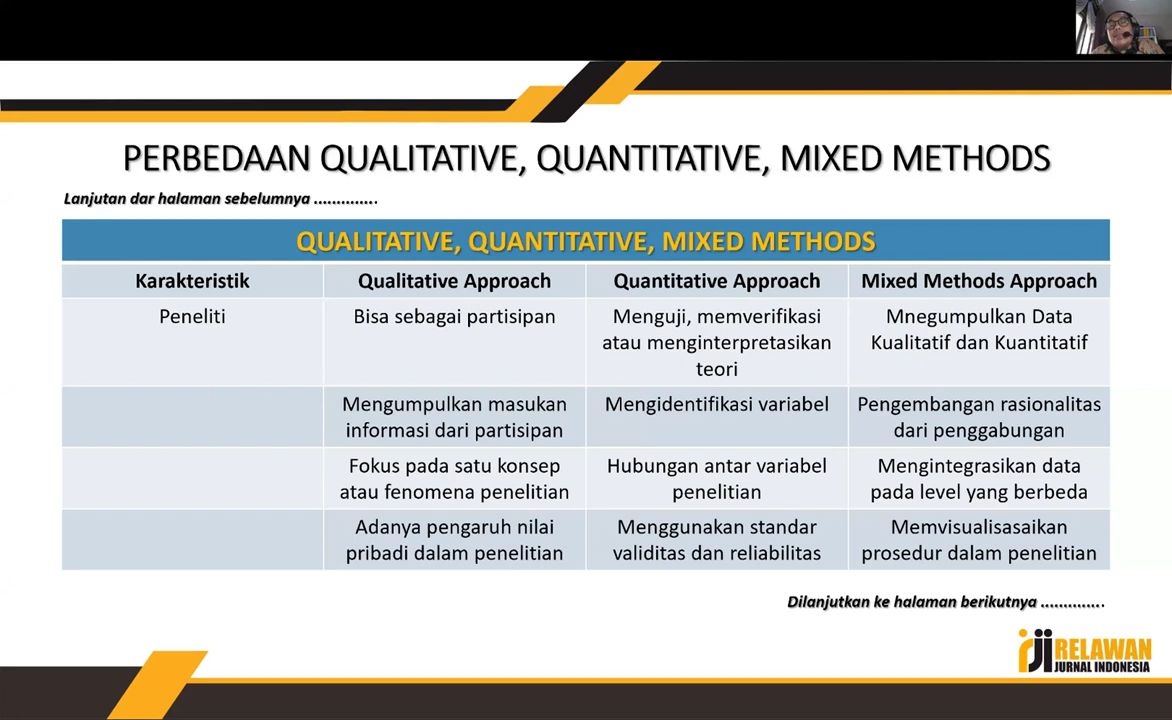 PERBEDAAN QUALITATIVE, QUANTITATIVE, MIXED METHODS
Lanjutan dar halaman sebelumnya .............
QUALITATIVE, QUANTITATIVE, MIXED METHODS
Karakteristik
Qualitative Approach
Quantitative Approach
Mixed Methods Approach
Peneliti
Bisa sebagai partisipan
Menguji, memverifikasi
atau menginterpretasikan
teori
Mnegumpulkan Data
Kualitatif dan Kuantitatif
Mengumpulkan masukan
informasi dari partisipan
Mengidentifikasi variabel
Pengembangan rasionalitas
dari penggabungan
Fokus pada satu konsep
atau fenomena penelitian
Hubungan antar variabel
penelitian
Mengintegrasikan data
pada level yang berbeda
Adanya pengaruh nilai
pribadi dalam penelitian
Menggunakan standar
validitas dan reliabilitas
Memvisualisasaikan
prosedur dalam penelitian
Dilanjutkan ke halaman berikutnya .............
rji RELAWAN
JURNAL INDONESIA